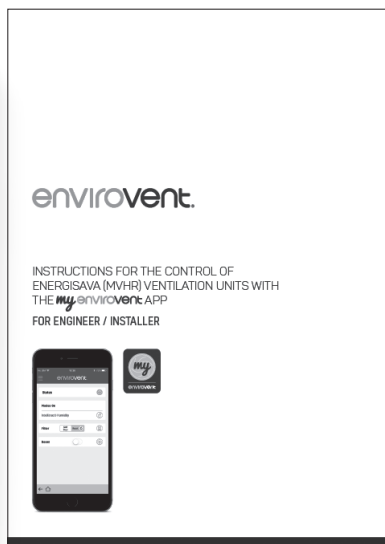 envirovent.
INSTRUCTIONS FOR THE CONTROL OF
ENERGISAVA (MVHR) VENTILATION UNITS WITH
THE my envirovent APP
FOR ENGINEER / INSTALLER
envirovent
Status
my
envirovent
Boost